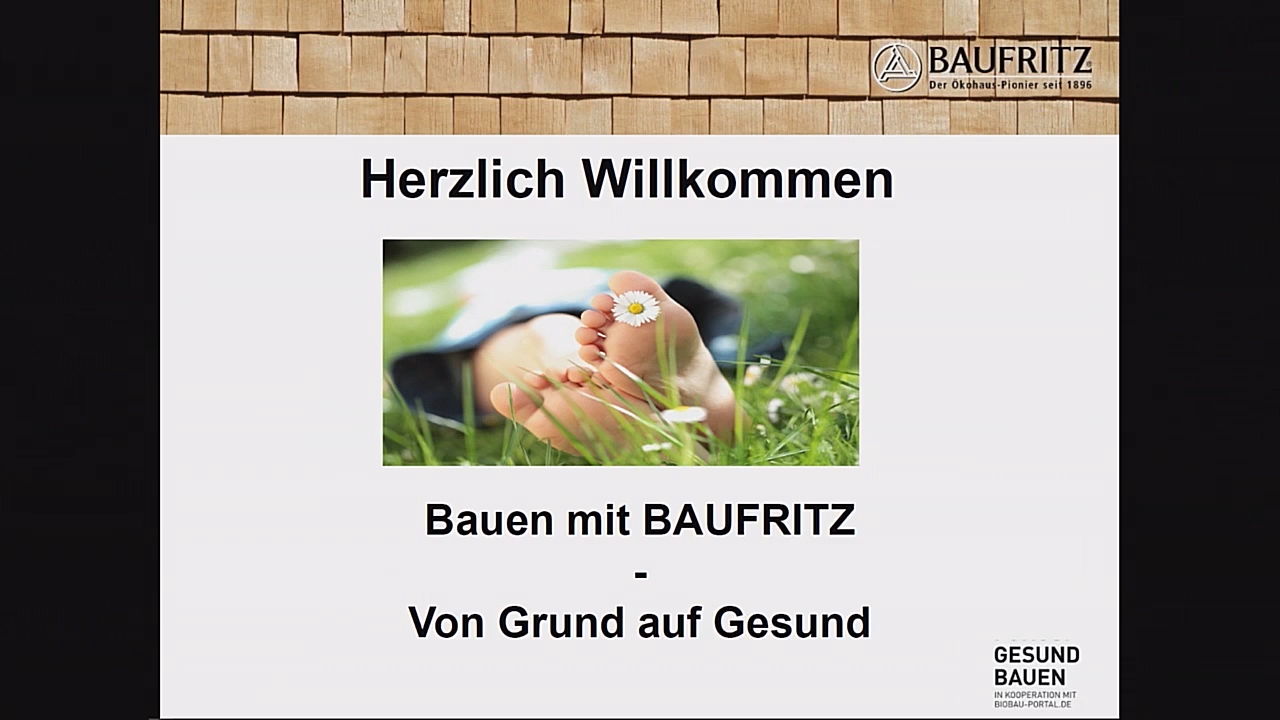 BAUFRITZ
Der Ökohaus-Pionier seit 1896
Herzlich Willkommen
Bauen mit BAUFRITZ
-
Von Grund auf Gesund
GESUND
BAUEN
IN KOOPERATION MIT
BIOBAU-PORTAL.DE